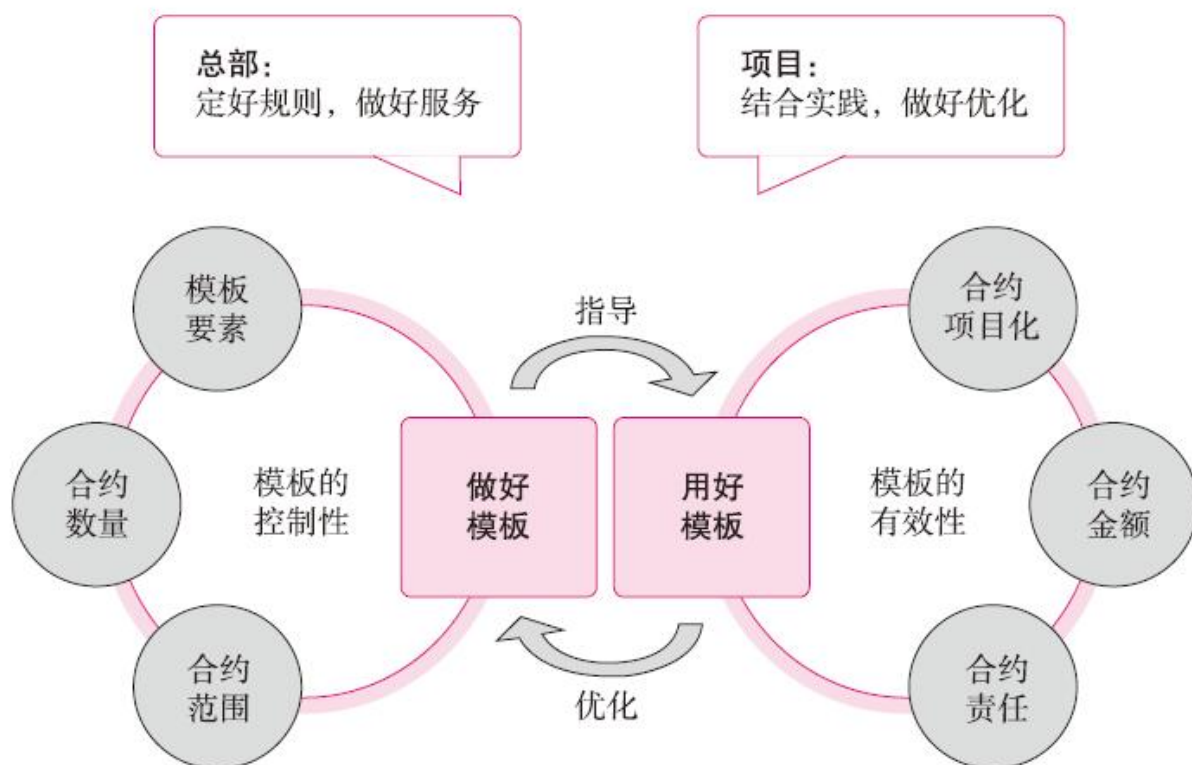 总部：
定好规则，做好服务
项目：
结合实践，做好优化
模板
要素
合约
数量
合约
范围
模板的
控制性
做好
模板
指导
优化
用好
模板
模板的
有效性
合约
项目化
合约
金额
合约
责任